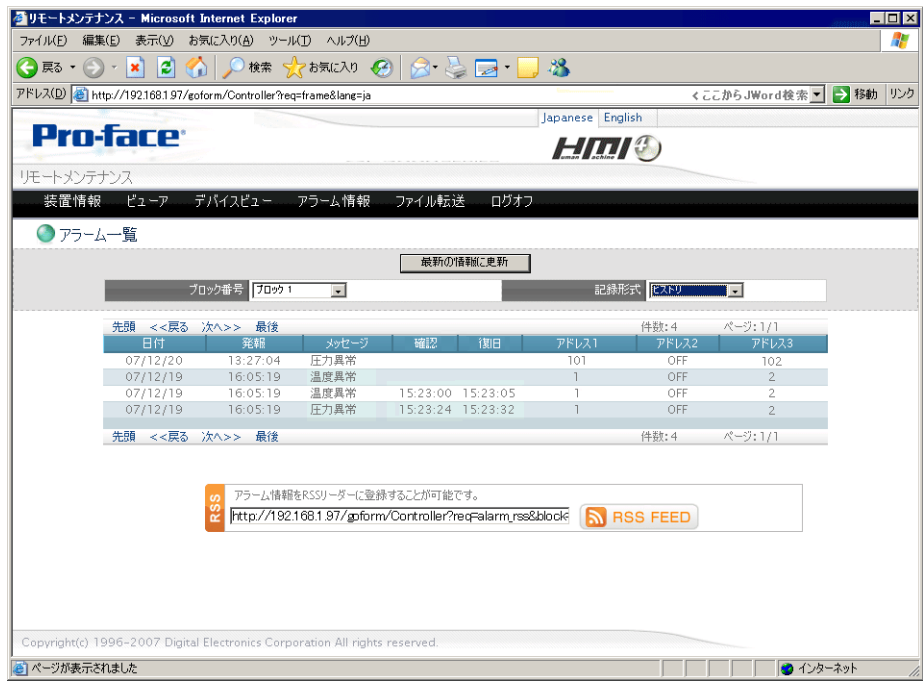 リモートメンテナンス - Microsoft Internet Explorer
ファイル(F) 編集(E) 表示(V) お気に入り(A) ツール(T) ヘルプ(H)
戻る 検索 お気に入り
アドレス(D) http://192.168.1.97/goform/Controller?req=frame&lang=ja <ここからJWord検索 移動 リンク
Japanese English
Pro-face
HMI
Human Machine
リモートメンテナンス
装置情報 ビューア デバイスビュー アラーム情報 ファイル転送 ログオフ
アラーム一覧
最新の情報に更新
ブロック番号 ブロック 1 記録形式 ヒストリ
先頭 <<戻る 次へ>> 最後 件数:4 ページ:1/1
日付 発報 メッセージ 確認 復旧 アドレス1 アドレス2 アドレス3
07/12/20 13:27:04 圧力異常 101 OFF 102
07/12/19 16:05:19 温度異常 1 OFF 2
07/12/19 16:05:19 温度異常 15:23:00 15:23:05 1 OFF 2
07/12/19 16:05:19 圧力異常 15:23:24 15:23:32 1 OFF 2
先頭 <<戻る 次へ>> 最後 件数:4 ページ:1/1
RSS
アラーム情報をRSSリーダーに登録することが可能です。
http://192.168.1.97/goform/Controller?req=alarm_rss&block=
RSS FEED
Copyright(c) 1996-2007 Digital Electronics Corporation All rights reserved.
ページが表示されました インターネット